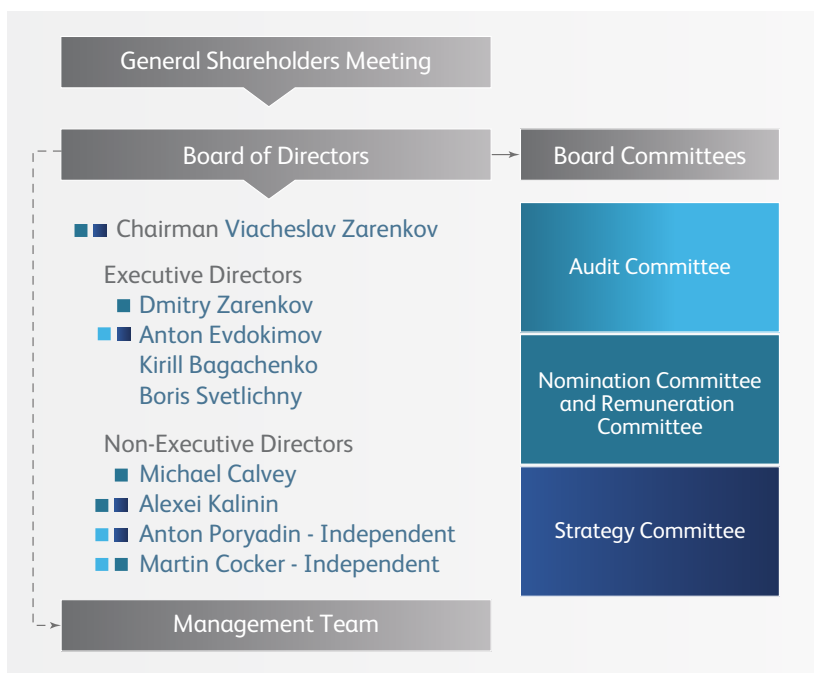 General Shareholders Meeting
Board of Directors
Board Committees
Chairman Viacheslav Zarenkov
Executive Directors
Dmitry Zarenkov
Anton Evdokimov
Kirill Bagachenko
Boris Svetlichny
Non-Executive Directors
Michael Calvey
Alexei Kalinin
Anton Poryadin - Independent
Martin Cocker - Independent
Management Team
Audit Committee
Nomination Committee
and Remuneration
Committee
Strategy Committee